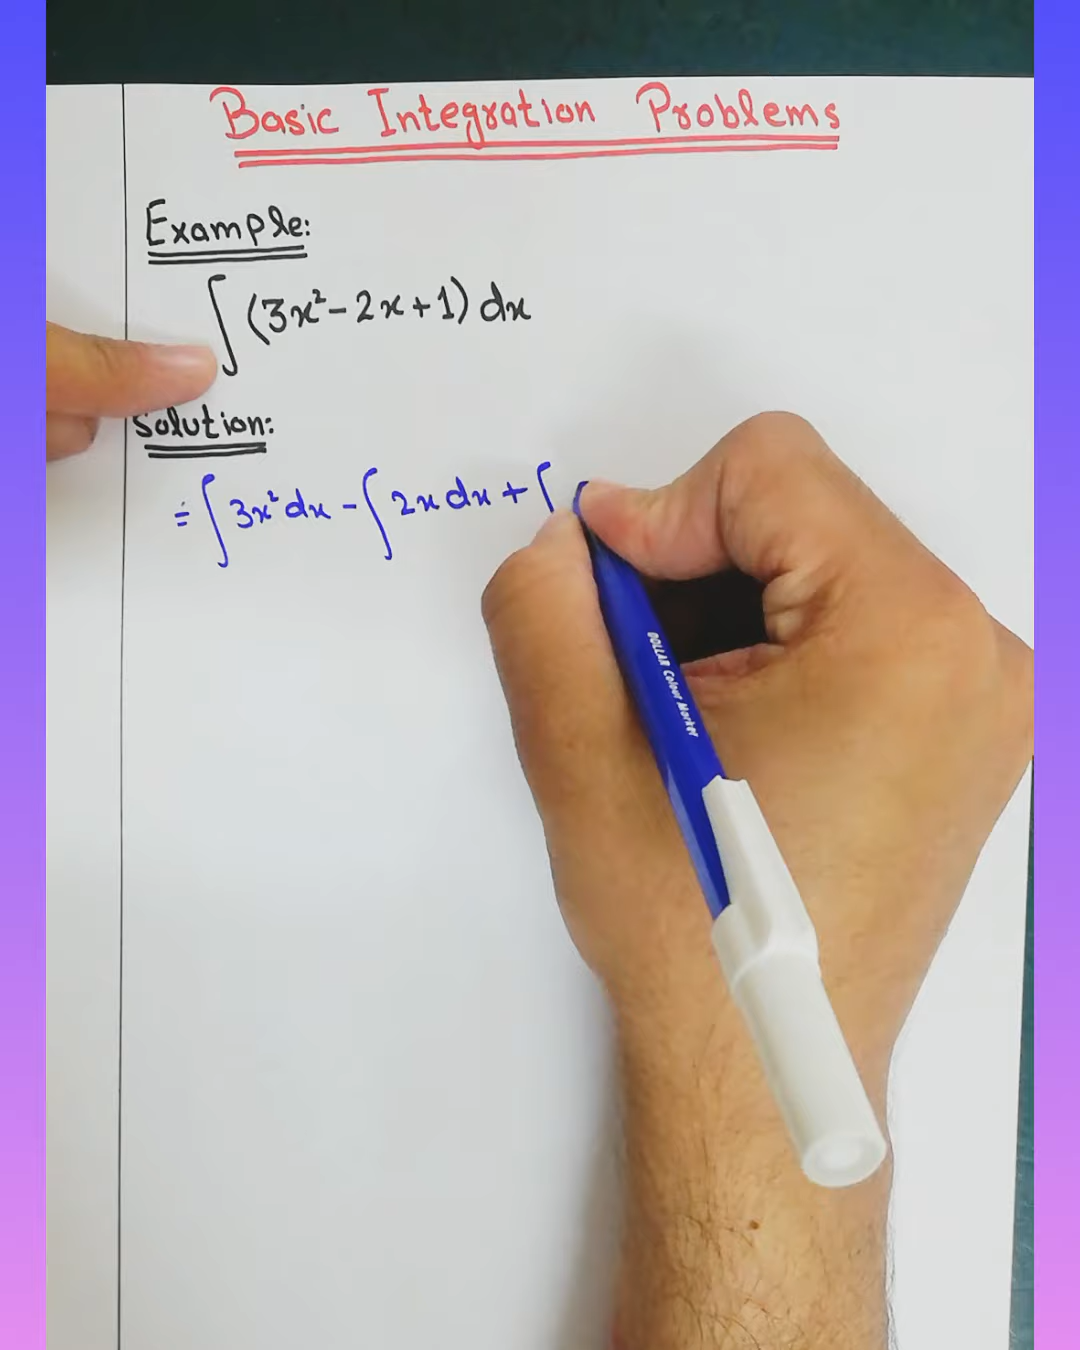 Basic Integration Problems
Example:
∫(3x²-2x+1) dx
Solution:
= ∫3x² dx - ∫2x dx + ∫
DOLLAR Colour Marker